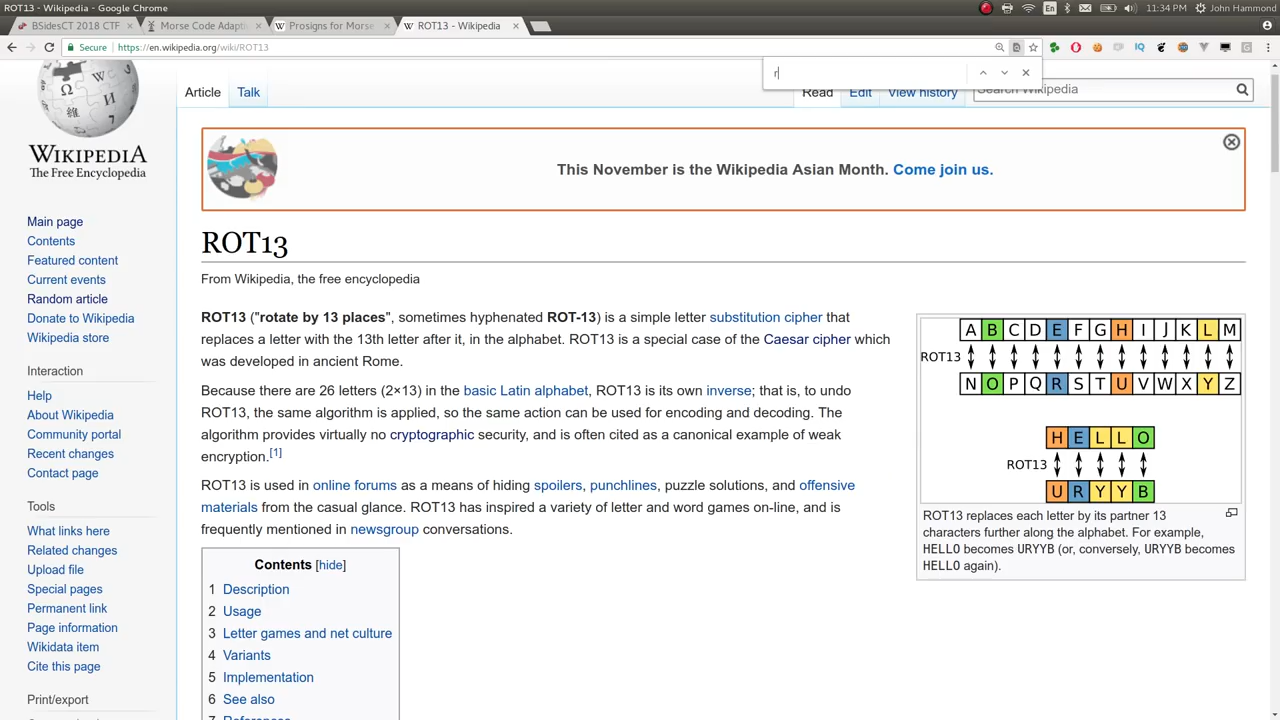 ROT13 - Wikipedia - Google Chrome
En
11:34 PM
John Hammond
BSidesCT 2018 CTF
Morse Code Adapti
Prosigns for Morse
ROT13 - Wikipedia
Secure
https://en.wikipedia.org/wiki/ROT13
r
Article
Talk
Read
Edit
View history
Search Wikipedia
WIKIPEDIA
The Free Encyclopedia
Main page
Contents
Featured content
Current events
Random article
Donate to Wikipedia
Wikipedia store
Interaction
Help
About Wikipedia
Community portal
Recent changes
Contact page
Tools
What links here
Related changes
Upload file
Special pages
Permanent link
Page information
Wikidata item
Cite this page
Print/export
This November is the Wikipedia Asian Month. Come join us.
ROT13
From Wikipedia, the free encyclopedia
ROT13 ("rotate by 13 places", sometimes hyphenated ROT-13) is a simple letter substitution cipher that
replaces a letter with the 13th letter after it, in the alphabet. ROT13 is a special case of the Caesar cipher which
was developed in ancient Rome.
Because there are 26 letters (2×13) in the basic Latin alphabet, ROT13 is its own inverse; that is, to undo
ROT13, the same algorithm is applied, so the same action can be used for encoding and decoding. The
algorithm provides virtually no cryptographic security, and is often cited as a canonical example of weak
encryption.[1]
ROT13 is used in online forums as a means of hiding spoilers, punchlines, puzzle solutions, and offensive
materials from the casual glance. ROT13 has inspired a variety of letter and word games on-line, and is
frequently mentioned in newsgroup conversations.
Contents [hide]
1 Description
2 Usage
3 Letter games and net culture
4 Variants
5 Implementation
6 See also
7 References
A B C D E F G H I J K L M
ROT13
N O P Q R S T U V W X Y Z
H E L L O
ROT13
U R Y Y B
ROT13 replaces each letter by its partner 13
characters further along the alphabet. For example,
HELLO becomes URYYB (or, conversely, URYYB becomes
HELLO again).